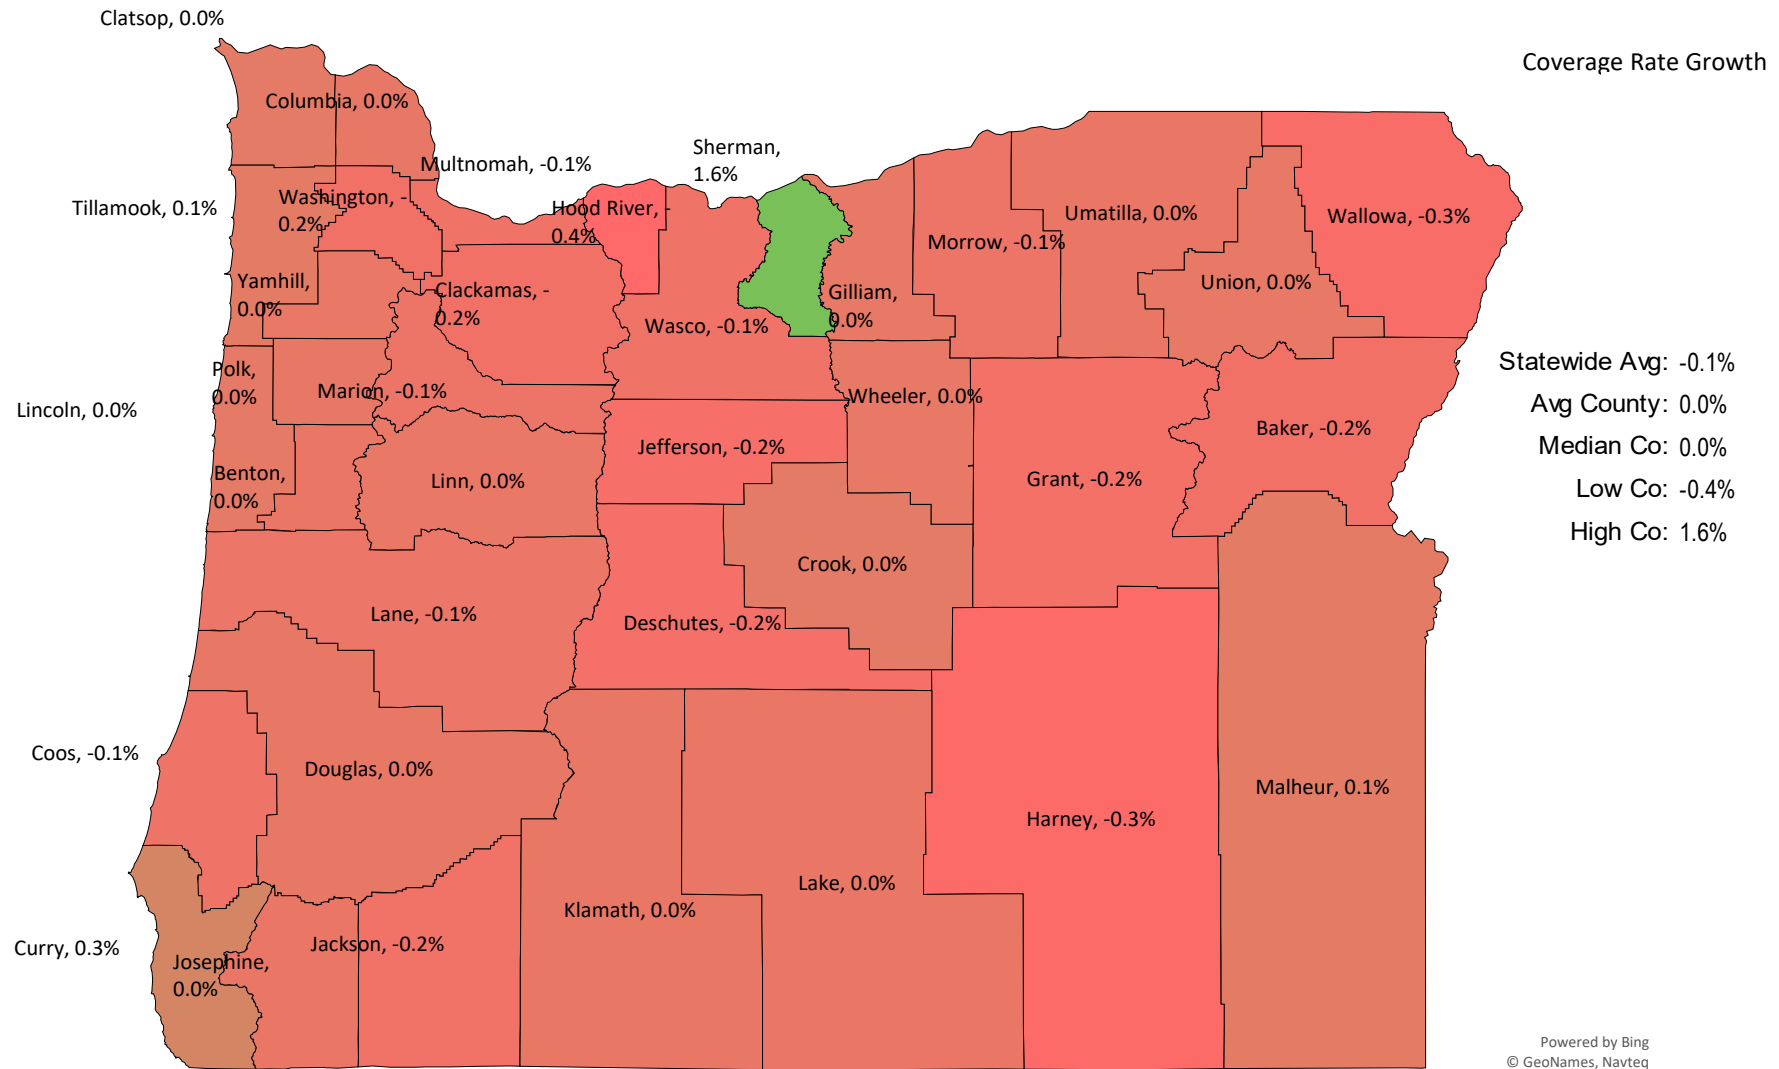 Clatsop, 0.0%
Coverage Rate Growth
Columbia, 0.0%
Sherman,
1.6%
Multnomah, -0.1%
Washington, -
0.2%
Tillamook, 0.1%
Hood River, -
0.4%
Umatilla, 0.0%
Wallowa, -0.3%
Morrow, -0.1%
Yamhill,
0.0%
Clackamas, -
0.2%
Gilliam,
0.0%
Union, 0.0%
Wasco, -0.1%
Statewide Avg: -0.1%
Avg County: 0.0%
Median Co: 0.0%
Low Co: -0.4%
High Co: 1.6%
Polk,
0.0%
Marion, -0.1%
Wheeler, 0.0%
Lincoln, 0.0%
Baker, -0.2%
Jefferson, -0.2%
Benton,
0.0%
Linn, 0.0%
Grant, -0.2%
Crook, 0.0%
Lane, -0.1%
Deschutes, -0.2%
Coos, -0.1%
Douglas, 0.0%
Malheur, 0.1%
Harney, -0.3%
Lake, 0.0%
Klamath, 0.0%
Curry, 0.3%
Jackson, -0.2%
Josephine,
0.0%
Powered by Bing
© GeoNames, Navteq